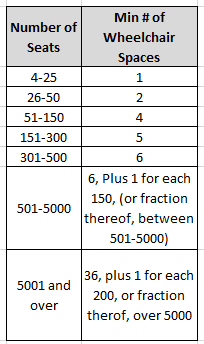 Number of
Seats
Min # of
Wheelchair
Spaces
4-25
1
26-50
2
51-150
4
151-300
5
301-500
6
501-5000
6, Plus 1 for each
150, (or fraction
thereof, between
501-5000)
5001 and
over
36, plus 1 for each
200, or fraction
therof, over 5000